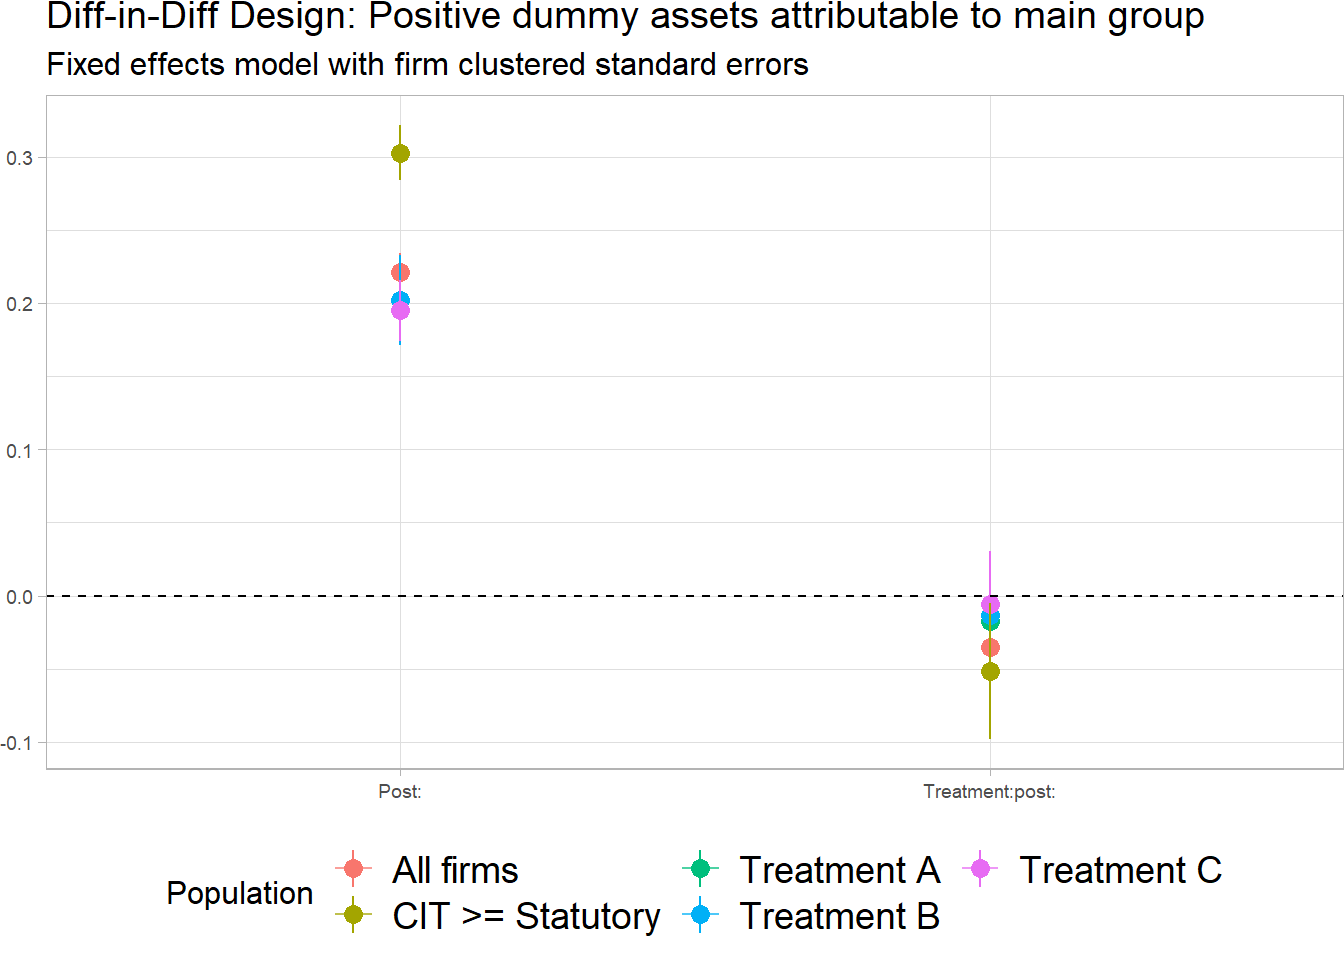 Diff-in-Diff Design: Positive dummy assets attributable to main group
Fixed effects model with firm clustered standard errors
0.3
0.2
0.1
0.0
-0.1
Post:
Treatment:post:
Population
All firms
CIT >= Statutory
Treatment A
Treatment B
Treatment C